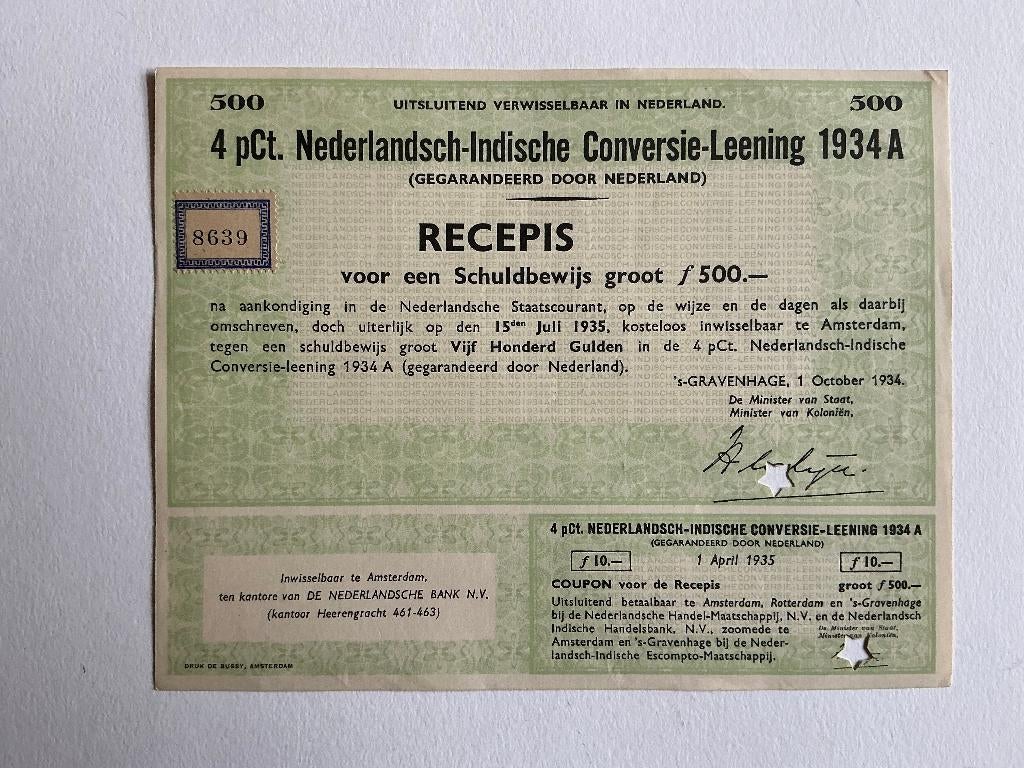 500 UITSLUITEND VERWISSELBAAR IN NEDERLAND. 500
4 pCt. Nederlandsch-Indische Conversie-Leening 1934 A
(GEGARANDEERD DOOR NEDERLAND)
8639
RECEPIS
voor een Schuldbewijs groot ƒ 500.—
na aankondiging in de Nederlandsche Staatscourant, op de wijze en de dagen als daarbij
omschreven, doch uiterlijk op den 15den Juli 1935, kosteloos inwisselbaar te Amsterdam,
tegen een schuldbewijs groot Vijf Honderd Gulden in de 4 pCt. Nederlandsch-Indische
Conversie-leening 1934 A (gegarandeerd door Nederland).
's-GRAVENHAGE, 1 October 1934.
De Minister van Staat,
Minister van Koloniën,
Inwisselbaar te Amsterdam,
ten kantore van DE NEDERLANDSCHE BANK N.V.
(kantoor Heerengracht 461-463)
DRUK DE BUSSY, AMSTERDAM
4 pCt. NEDERLANDSCH-INDISCHE CONVERSIE-LEENING 1934 A
(GEGARANDEERD DOOR NEDERLAND)
ƒ 10.— 1 April 1935 ƒ 10.—
COUPON voor de Recepis groot ƒ 500.—
Uitsluitend betaalbaar te Amsterdam, Rotterdam en 's-Gravenhage
bij de Nederlandsche Handel-Maatschappij, N.V. en de Nederlandsch
Indische Handelsbank, N.V., zoomede te
Amsterdam en 's-Gravenhage bij de Neder-
landsch-Indische Escompto-Maatschappij.
De Minister van Staat,
Minister van Koloniën,